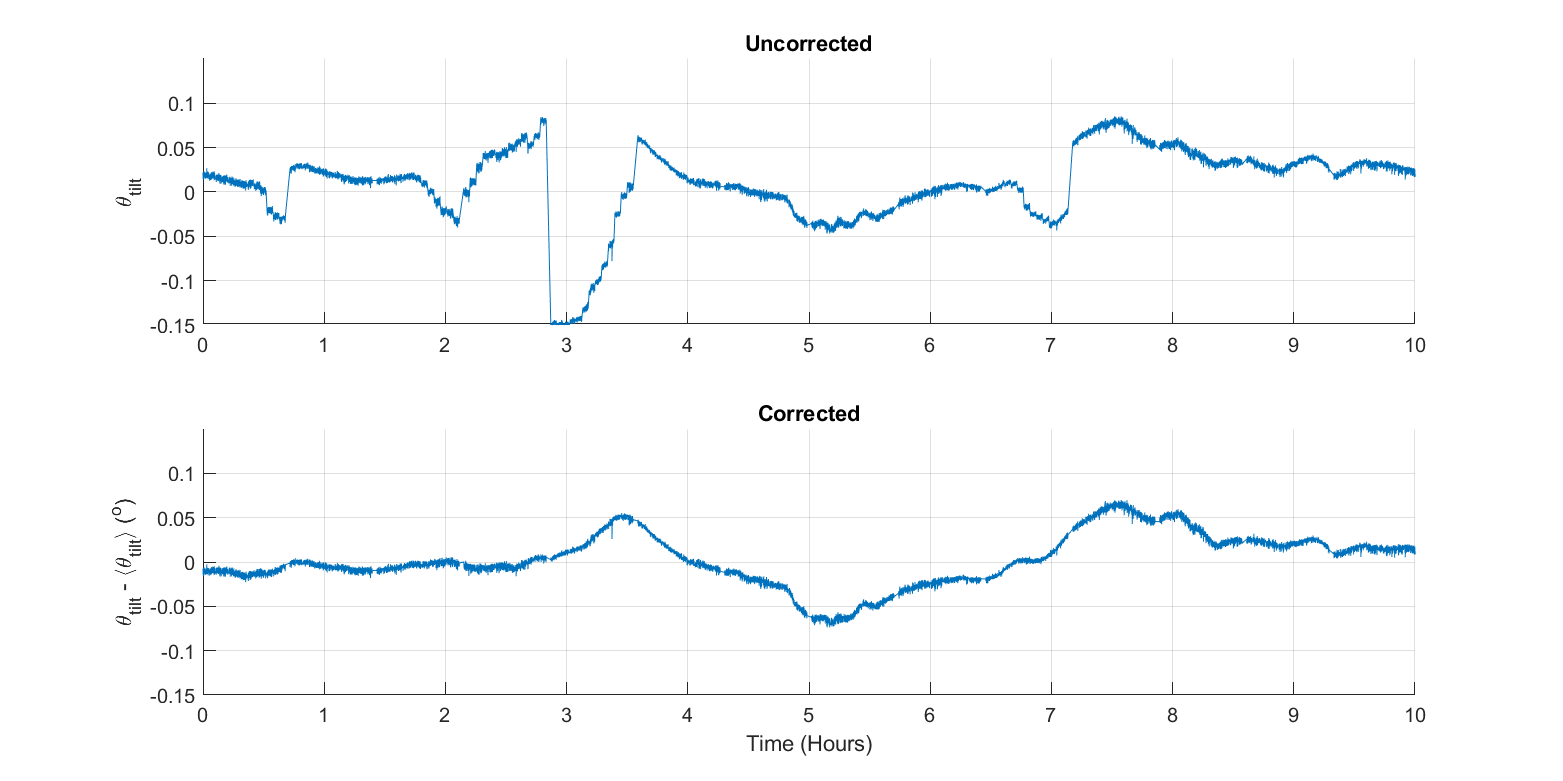 Uncorrected
0.1
0.05
0
-0.05
-0.1
-0.15
θtilt
0 1 2 3 4 5 6 7 8 9 10
Corrected
0.1
0.05
0
-0.05
-0.1
-0.15
θtilt - ⟨θtilt⟩ (o)
0 1 2 3 4 5 6 7 8 9 10
Time (Hours)